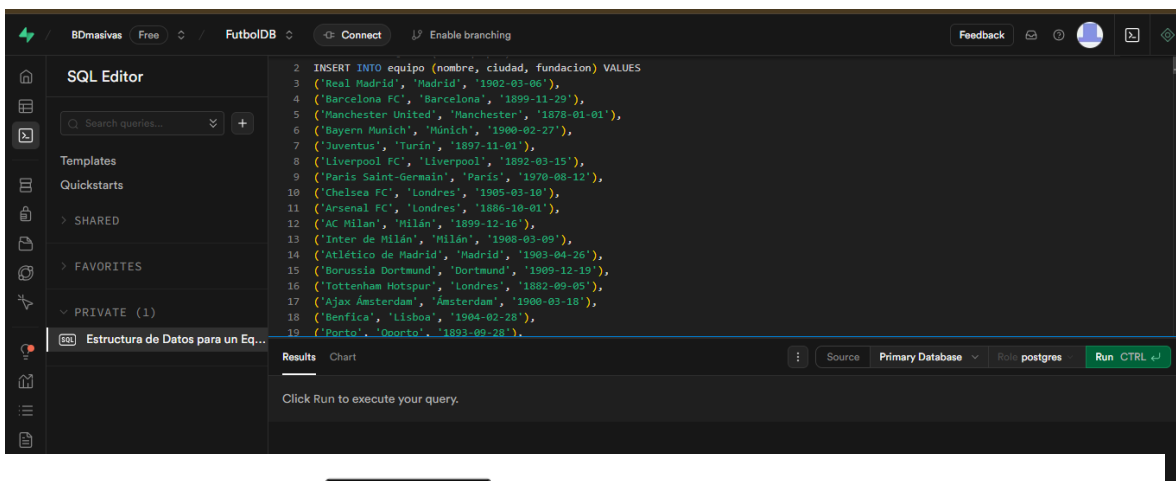 BDmasivas Free / FutbolDB Connect Enable branching Feedback
SQL Editor
Search queries...
Templates
Quickstarts
SHARED
FAVORITES
PRIVATE (1)
SQL Estructura de Datos para un Eq...
2 INSERT INTO equipo (nombre, ciudad, fundacion) VALUES
3 ('Real Madrid', 'Madrid', '1902-03-06'),
4 ('Barcelona FC', 'Barcelona', '1899-11-29'),
5 ('Manchester United', 'Manchester', '1878-01-01'),
6 ('Bayern Munich', 'Múnich', '1900-02-27'),
7 ('Juventus', 'Turín', '1897-11-01'),
8 ('Liverpool FC', 'Liverpool', '1892-03-15'),
9 ('Paris Saint-Germain', 'París', '1970-08-12'),
10 ('Chelsea FC', 'Londres', '1905-03-10'),
11 ('Arsenal FC', 'Londres', '1886-10-01'),
12 ('AC Milan', 'Milán', '1899-12-16'),
13 ('Inter de Milán', 'Milán', '1908-03-09'),
14 ('Atlético de Madrid', 'Madrid', '1903-04-26'),
15 ('Borussia Dortmund', 'Dortmund', '1909-12-19'),
16 ('Tottenham Hotspur', 'Londres', '1882-09-05'),
17 ('Ajax Ámsterdam', 'Ámsterdam', '1900-03-18'),
18 ('Benfica', 'Lisboa', '1904-02-28'),
19 ('Porto', 'Oporto', '1893-09-28'),
Results Chart Source Primary Database Role postgres Run CTRL
Click Run to execute your query.